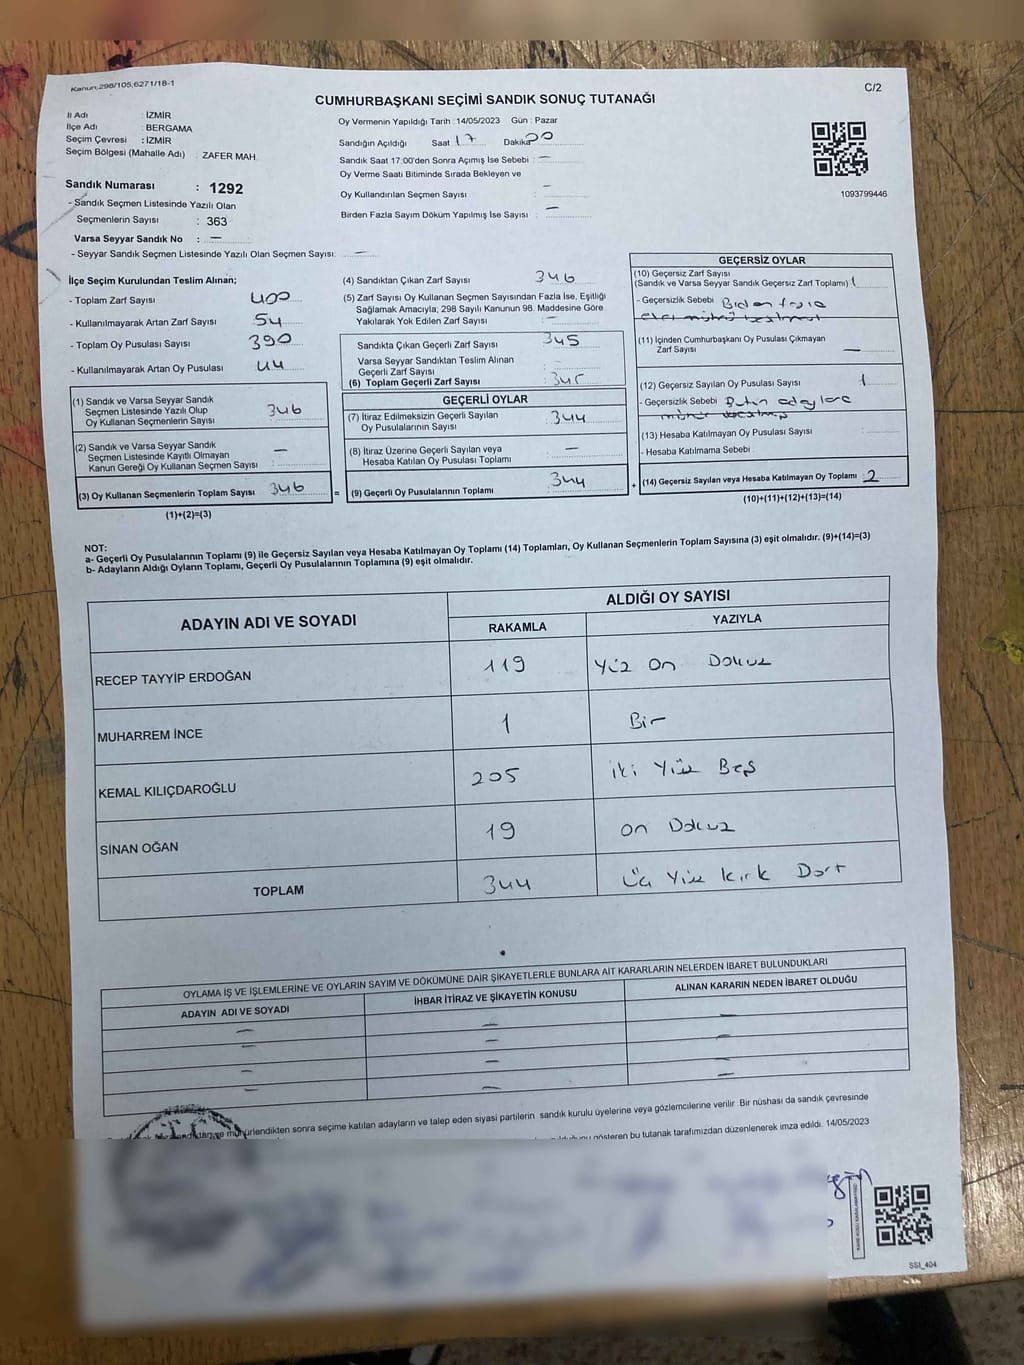 Kanun:298/105,6271/18-1
C/2
CUMHURBAŞKANI SEÇİMİ SANDIK SONUÇ TUTANAĞI
İl Adı : İZMİR
İlçe Adı : BERGAMA
Seçim Çevresi : İZMİR
Seçim Bölgesi (Mahalle Adı) : ZAFER MAH.
Sandık Numarası : 1292
- Sandık Seçmen Listesinde Yazılı Olan
Seçmenlerin Sayısı : 363
Varsa Seyyar Sandık No : —
- Seyyar Sandık Seçmen Listesinde Yazılı Olan Seçmen Sayısı: —
Oy Vermenin Yapıldığı Tarih :14/05/2023 Gün : Pazar
Sandığın Açıldığı Saat 17 Dakika 00
Sandık Saat 17:00'den Sonra Açımış İse Sebebi : —
Oy Verme Saati Bitiminde Sırada Bekleyen ve
Oy Kullandırılan Seçmen Sayısı : —
Birden Fazla Sayım Döküm Yapılmış İse Sayısı : —
1093799446
İlçe Seçim Kurulundan Teslim Alınan;
- Toplam Zarf Sayısı 400
- Kullanılmayarak Artan Zarf Sayısı 54
- Toplam Oy Pusulası Sayısı 390
- Kullanılmayarak Artan Oy Pusulası 44
(1) Sandık ve Varsa Seyyar Sandık
Seçmen Listesinde Yazılı Olup
Oy Kullanan Seçmenlerin Sayısı 346
(2) Sandık ve Varsa Seyyar Sandık
Seçmen Listesinde Kayıtlı Olmayan
Kanun Gereği Oy Kullanan Seçmen Sayısı : —
(3) Oy Kullanan Seçmenlerin Toplam Sayısı 346
(1)+(2)=(3)
=
(4) Sandıktan Çıkan Zarf Sayısı 346
(5) Zarf Sayısı Oy Kullanan Seçmen Sayısından Fazla İse, Eşitliği
Sağlamak Amacıyla; 298 Sayılı Kanunun 98. Maddesine Göre
Yakılarak Yok Edilen Zarf Sayısı : —
Sandıkta Çıkan Geçerli Zarf Sayısı 345
Varsa Seyyar Sandıktan Teslim Alınan
Geçerli Zarf Sayısı : —
(6) Toplam Geçerli Zarf Sayısı : 345
GEÇERLİ OYLAR
(7) İtiraz Edilmeksizin Geçerli Sayılan
Oy Pusulalarının Sayısı : 344
(8) İtiraz Üzerine Geçerli Sayılan veya
Hesaba Katılan Oy Pusulası Toplamı : —
(9) Geçerli Oy Pusulalarının Toplamı : 344
+
GEÇERSİZ OYLAR
(10) Geçersiz Zarf Sayısı
(Sandık ve Varsa Seyyar Sandık Geçersiz Zarf Toplamı) 1
- Geçersizlik Sebebi Birden fazla
(11) İçinden Cumhurbaşkanı Oy Pusulası Çıkmayan
Zarf Sayısı —
(12) Geçersiz Sayılan Oy Pusulası Sayısı 1
- Geçersizlik Sebebi Bütün adaylara
(13) Hesaba Katılmayan Oy Pusulası Sayısı :
- Hesaba Katılmama Sebebi :
(14) Geçersiz Sayılan veya Hesaba Katılmayan Oy Toplamı : 2
(10)+(11)+(12)+(13)=(14)
NOT:
a- Geçerli Oy Pusulalarının Toplamı (9) ile Geçersiz Sayılan veya Hesaba Katılmayan Oy Toplamı (14) Toplamları, Oy Kullanan Seçmenlerin Toplam Sayısına (3) eşit olmalıdır. (9)+(14)=(3)
b- Adayların Aldığı Oyların Toplamı, Geçerli Oy Pusulalarının Toplamına (9) eşit olmalıdır.
ADAYIN ADI VE SOYADI
ALDIĞI OY SAYISI
RAKAMLA YAZIYLA
RECEP TAYYİP ERDOĞAN 119 Yüz On Dokuz
MUHARREM İNCE 1 Bir
KEMAL KILIÇDAROĞLU 205 iki Yüz Beş
SİNAN OĞAN 19 on Dokuz
TOPLAM 344 Üç Yüz kırk Dört
OYLAMA İŞ VE İŞLEMLERİNE VE OYLARIN SAYIM VE DÖKÜMÜNE DAİR ŞİKAYETLERLE BUNLARA AİT KARARLARIN NELERDEN İBARET BULUNDUKLARI
ADAYIN ADI VE SOYADI İHBAR İTİRAZ VE ŞİKAYETİN KONUSU ALINAN KARARIN NEDEN İBARET OLDUĞU
— — —
— — —
— — —
— — —
mühürlendikten sonra seçime katılan adayların ve talep eden siyasi partilerin sandık kurulu üyelerine veya gözlemcilerine verilir .Bir nüshası da sandık çevresinde
gösteren bu tutanak tarafımızdan düzenlenerek imza edildi. 14/05/2023
SSI_404